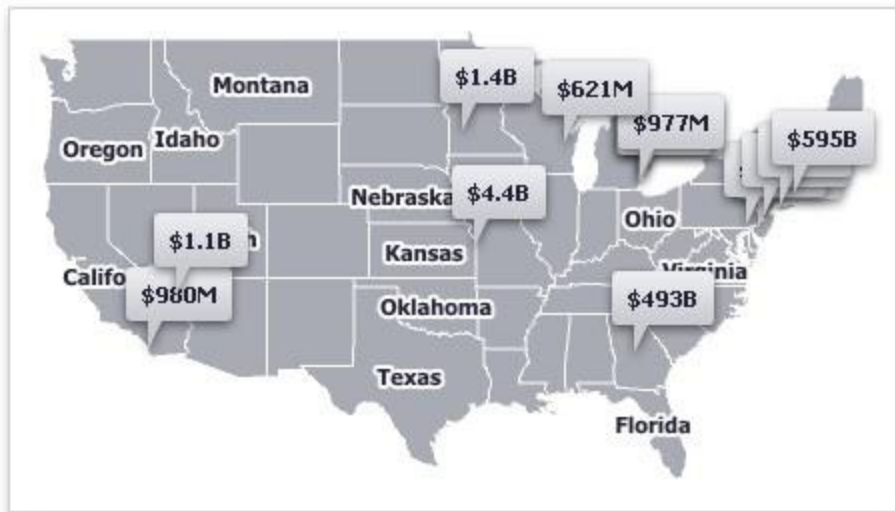 $1.4B
Montana
$621M
$977M
$595B
Oregon
Idaho
Nebraska
$4.4B
Ohio
$1.1B
Kansas
Virginia
Califo
$980M
Oklahoma
$493B
Texas
Florida